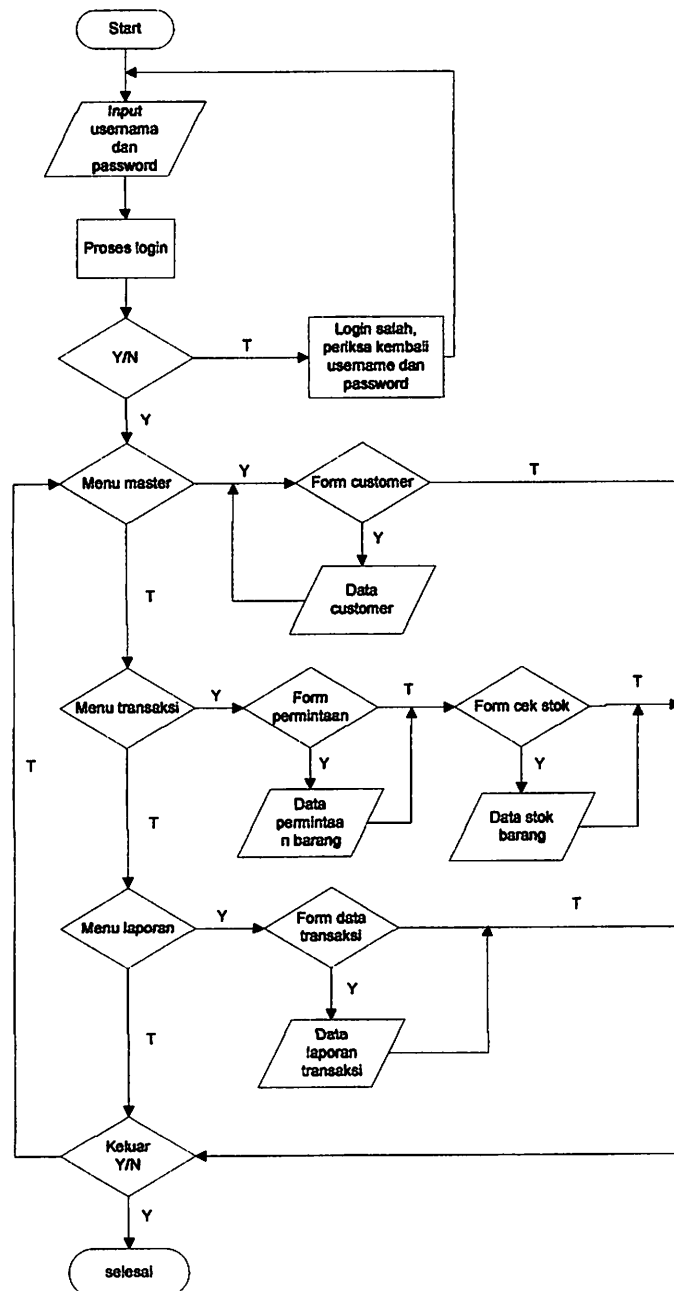 Start
Input
usernama
dan
password
Proses login
Y/N
T
Login salah,
periksa kembali
username dan
password
Y
Menu master
Y
Form customer
T
Y
Data
customer
T
Menu transaksi
Y
Form
permintaan
T
Form cek stok
T
T
Y
Data
permintaa
n barang
Y
Data stok
barang
T
Menu laporan
Y
Form data
transaksi
T
Y
Data
laporan
transaksi
T
Keluar
Y/N
Y
selesai